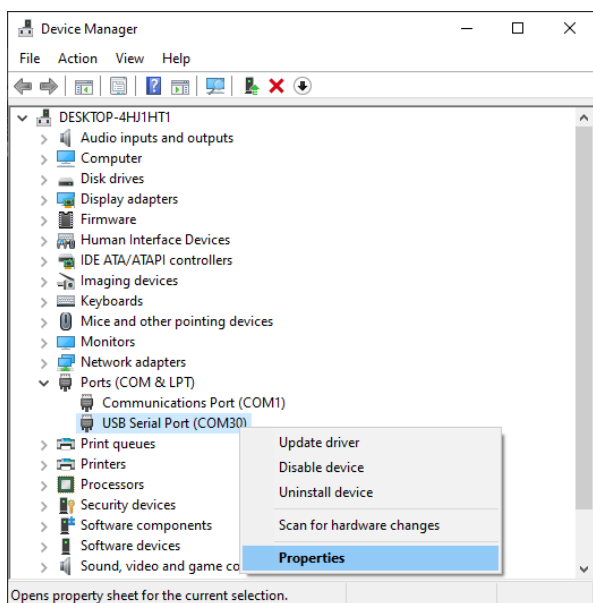 Device Manager
File Action View Help
DESKTOP-4HJ1HT1
Audio inputs and outputs
Computer
Disk drives
Display adapters
Firmware
Human Interface Devices
IDE ATA/ATAPI controllers
Imaging devices
Keyboards
Mice and other pointing devices
Monitors
Network adapters
Ports (COM & LPT)
Communications Port (COM1)
USB Serial Port (COM30)
Print queues
Printers
Processors
Security devices
Software components
Software devices
Sound, video and game co
Update driver
Disable device
Uninstall device
Scan for hardware changes
Properties
Opens property sheet for the current selection.